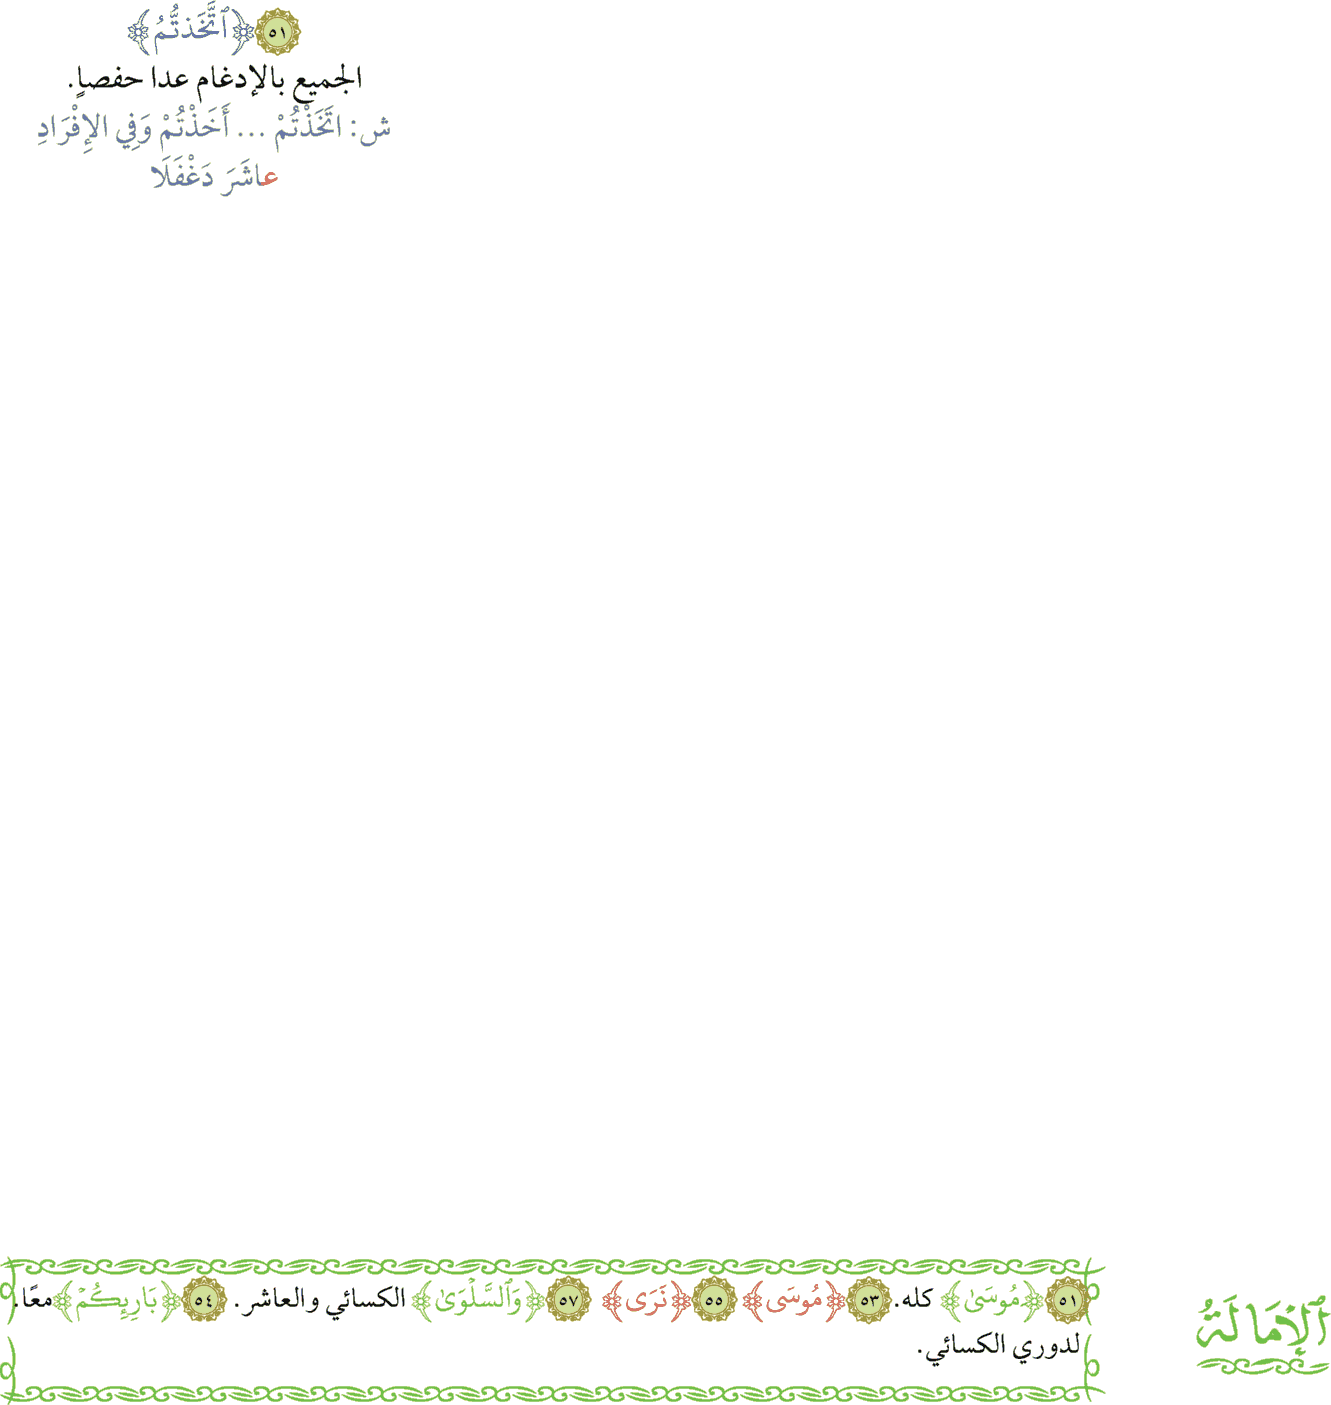 ٥١ ﴿ٱتَّخَذتُّمُ﴾
الجميع بالإدغام عدا حفصاٍ.
ش: اتَّخَذْتُمْ ... أَخَذْتُمْ وَفِي الإِفْرَادِ
عاشَرَ دَغْفَلَا
ٱلْإِمَالَةُ
٥١ ﴿مُوسَىٰ﴾ كله. ٥٣ ﴿مُوسَى﴾ ٥٥ ﴿نَرَى﴾ ٥٧ ﴿وَٱلسَّلْوَىٰ﴾ الكسائي والعاشر. ٥٤ ﴿بَارِئِكُمْ﴾ معًا.
لدوري الكسائي.